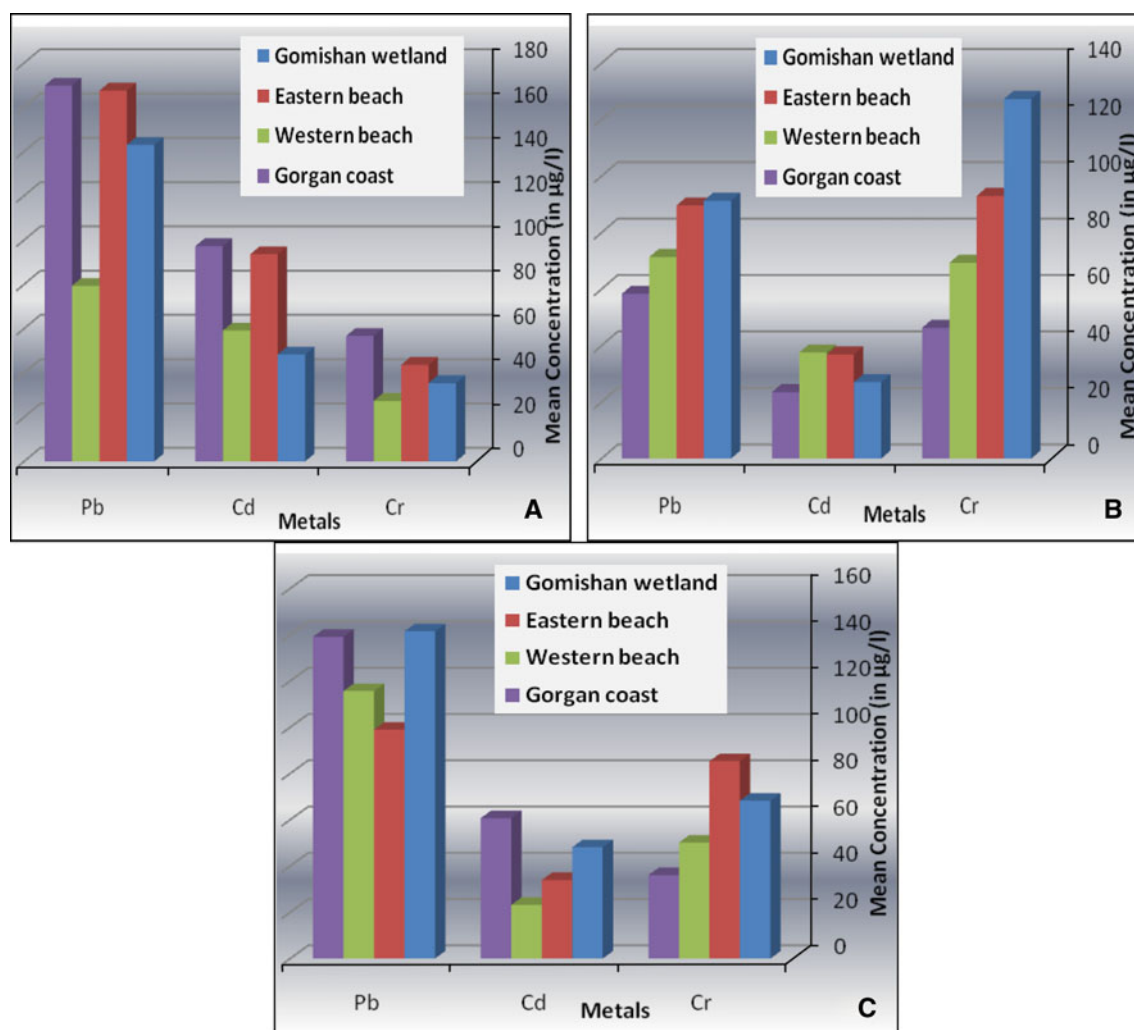 Gomishan wetland
Eastern beach
Western beach
Gorgan coast
180
160
140
120
100
80
60
40
20
0
Mean Concentration (in µg/l)
Pb Cd Cr
Metals
A
Gomishan wetland
Eastern beach
Western beach
Gorgan coast
140
120
100
80
60
40
20
0
Mean Concentration (in µg/l)
Pb Cd Cr
Metals
B
Gomishan wetland
Eastern beach
Western beach
Gorgan coast
160
140
120
100
80
60
40
20
0
Mean Concentration (in µg/l)
Pb Cd Cr
Metals
C